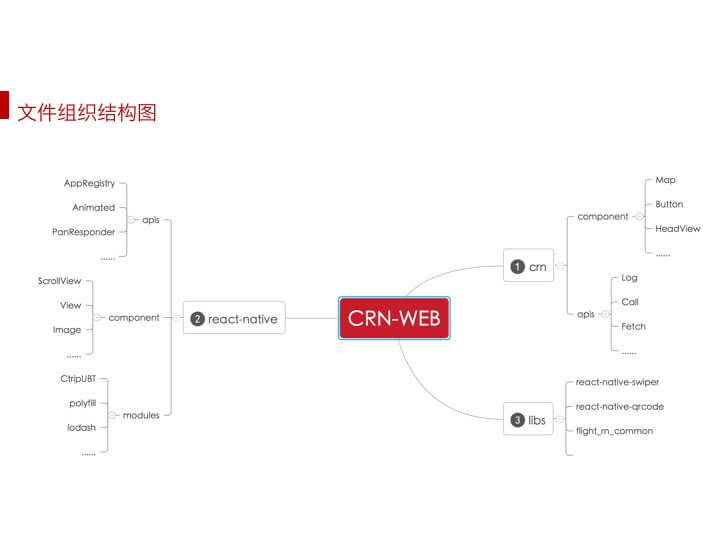 文件组织结构图
CRN-WEB
1 crn
component
Map
Button
HeadView
......
apis
Log
Call
Fetch
......
2 react-native
apis
AppRegistry
Animated
PanResponder
......
component
ScrollView
View
Image
......
modules
CtripUBT
polyfill
lodash
......
3 libs
react-native-swiper
react-native-qrcode
flight_rn_common